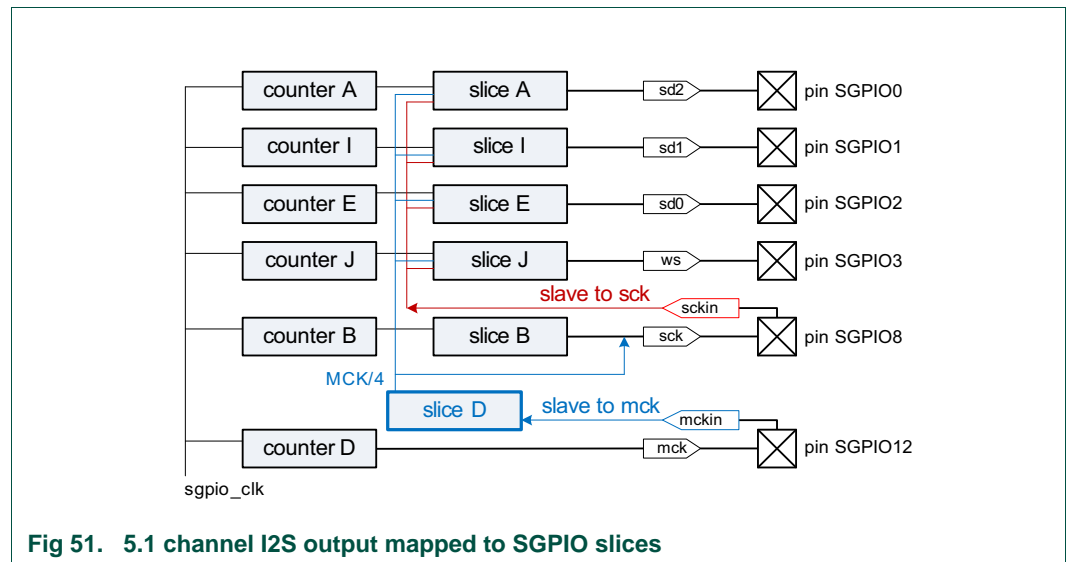 counter A slice A sd2 pin SGPIO0
counter I slice I sd1 pin SGPIO1
counter E slice E sd0 pin SGPIO2
counter J slice J ws pin SGPIO3
slave to sck sckin
counter B slice B sck pin SGPIO8
MCK/4
slice D slave to mck mckin
counter D mck pin SGPIO12
sgpio_clk
Fig 51. 5.1 channel I2S output mapped to SGPIO slices